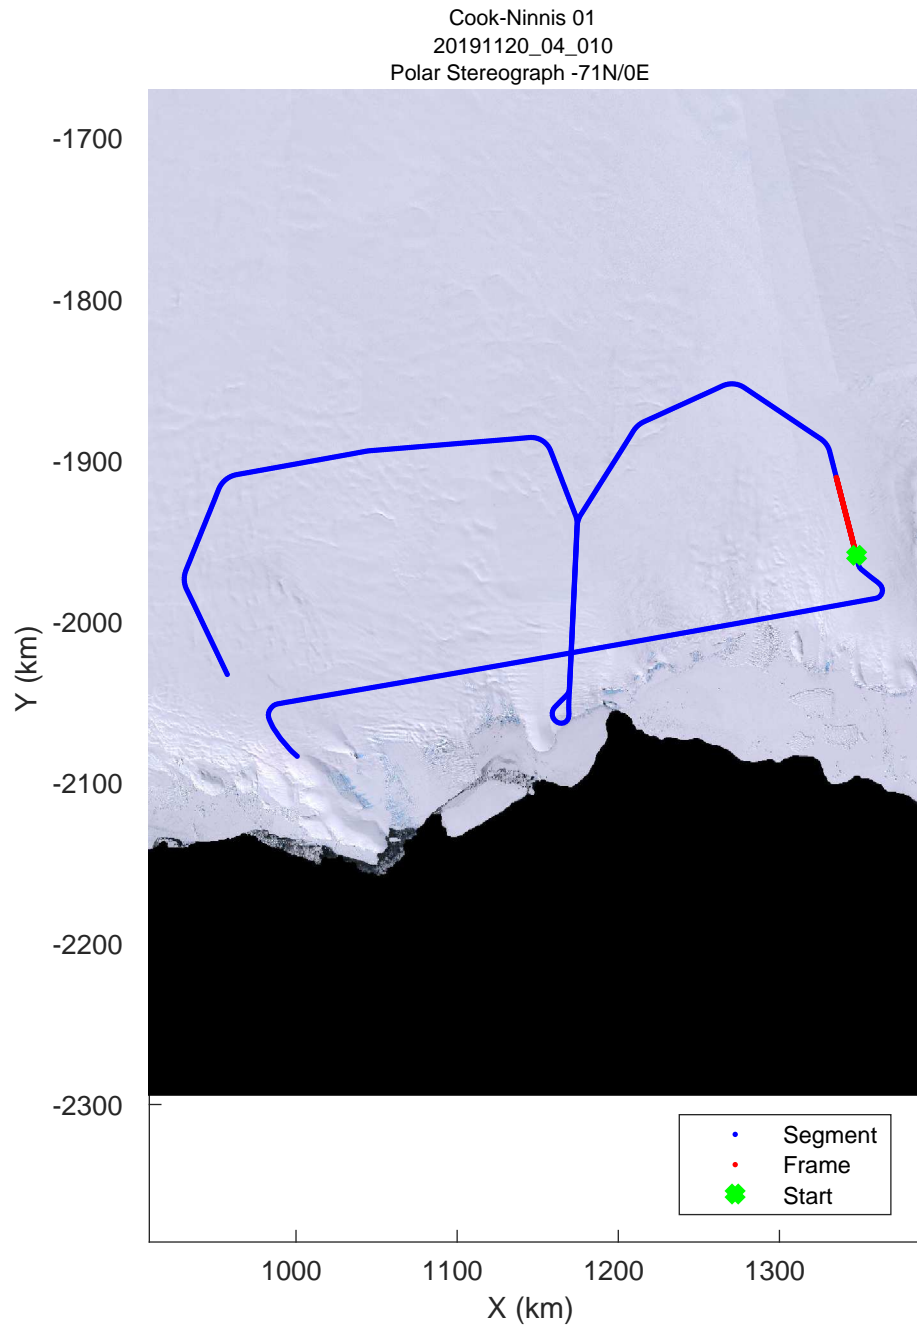 Cook-Ninnis 01
20191120_04_010
Polar Stereograph -71N/0E
-1700
-1800
-1900
-2000
-2100
-2200
-2300
Y (km)
Segment
Frame
Start
1000
1100
1200
1300
X (km)